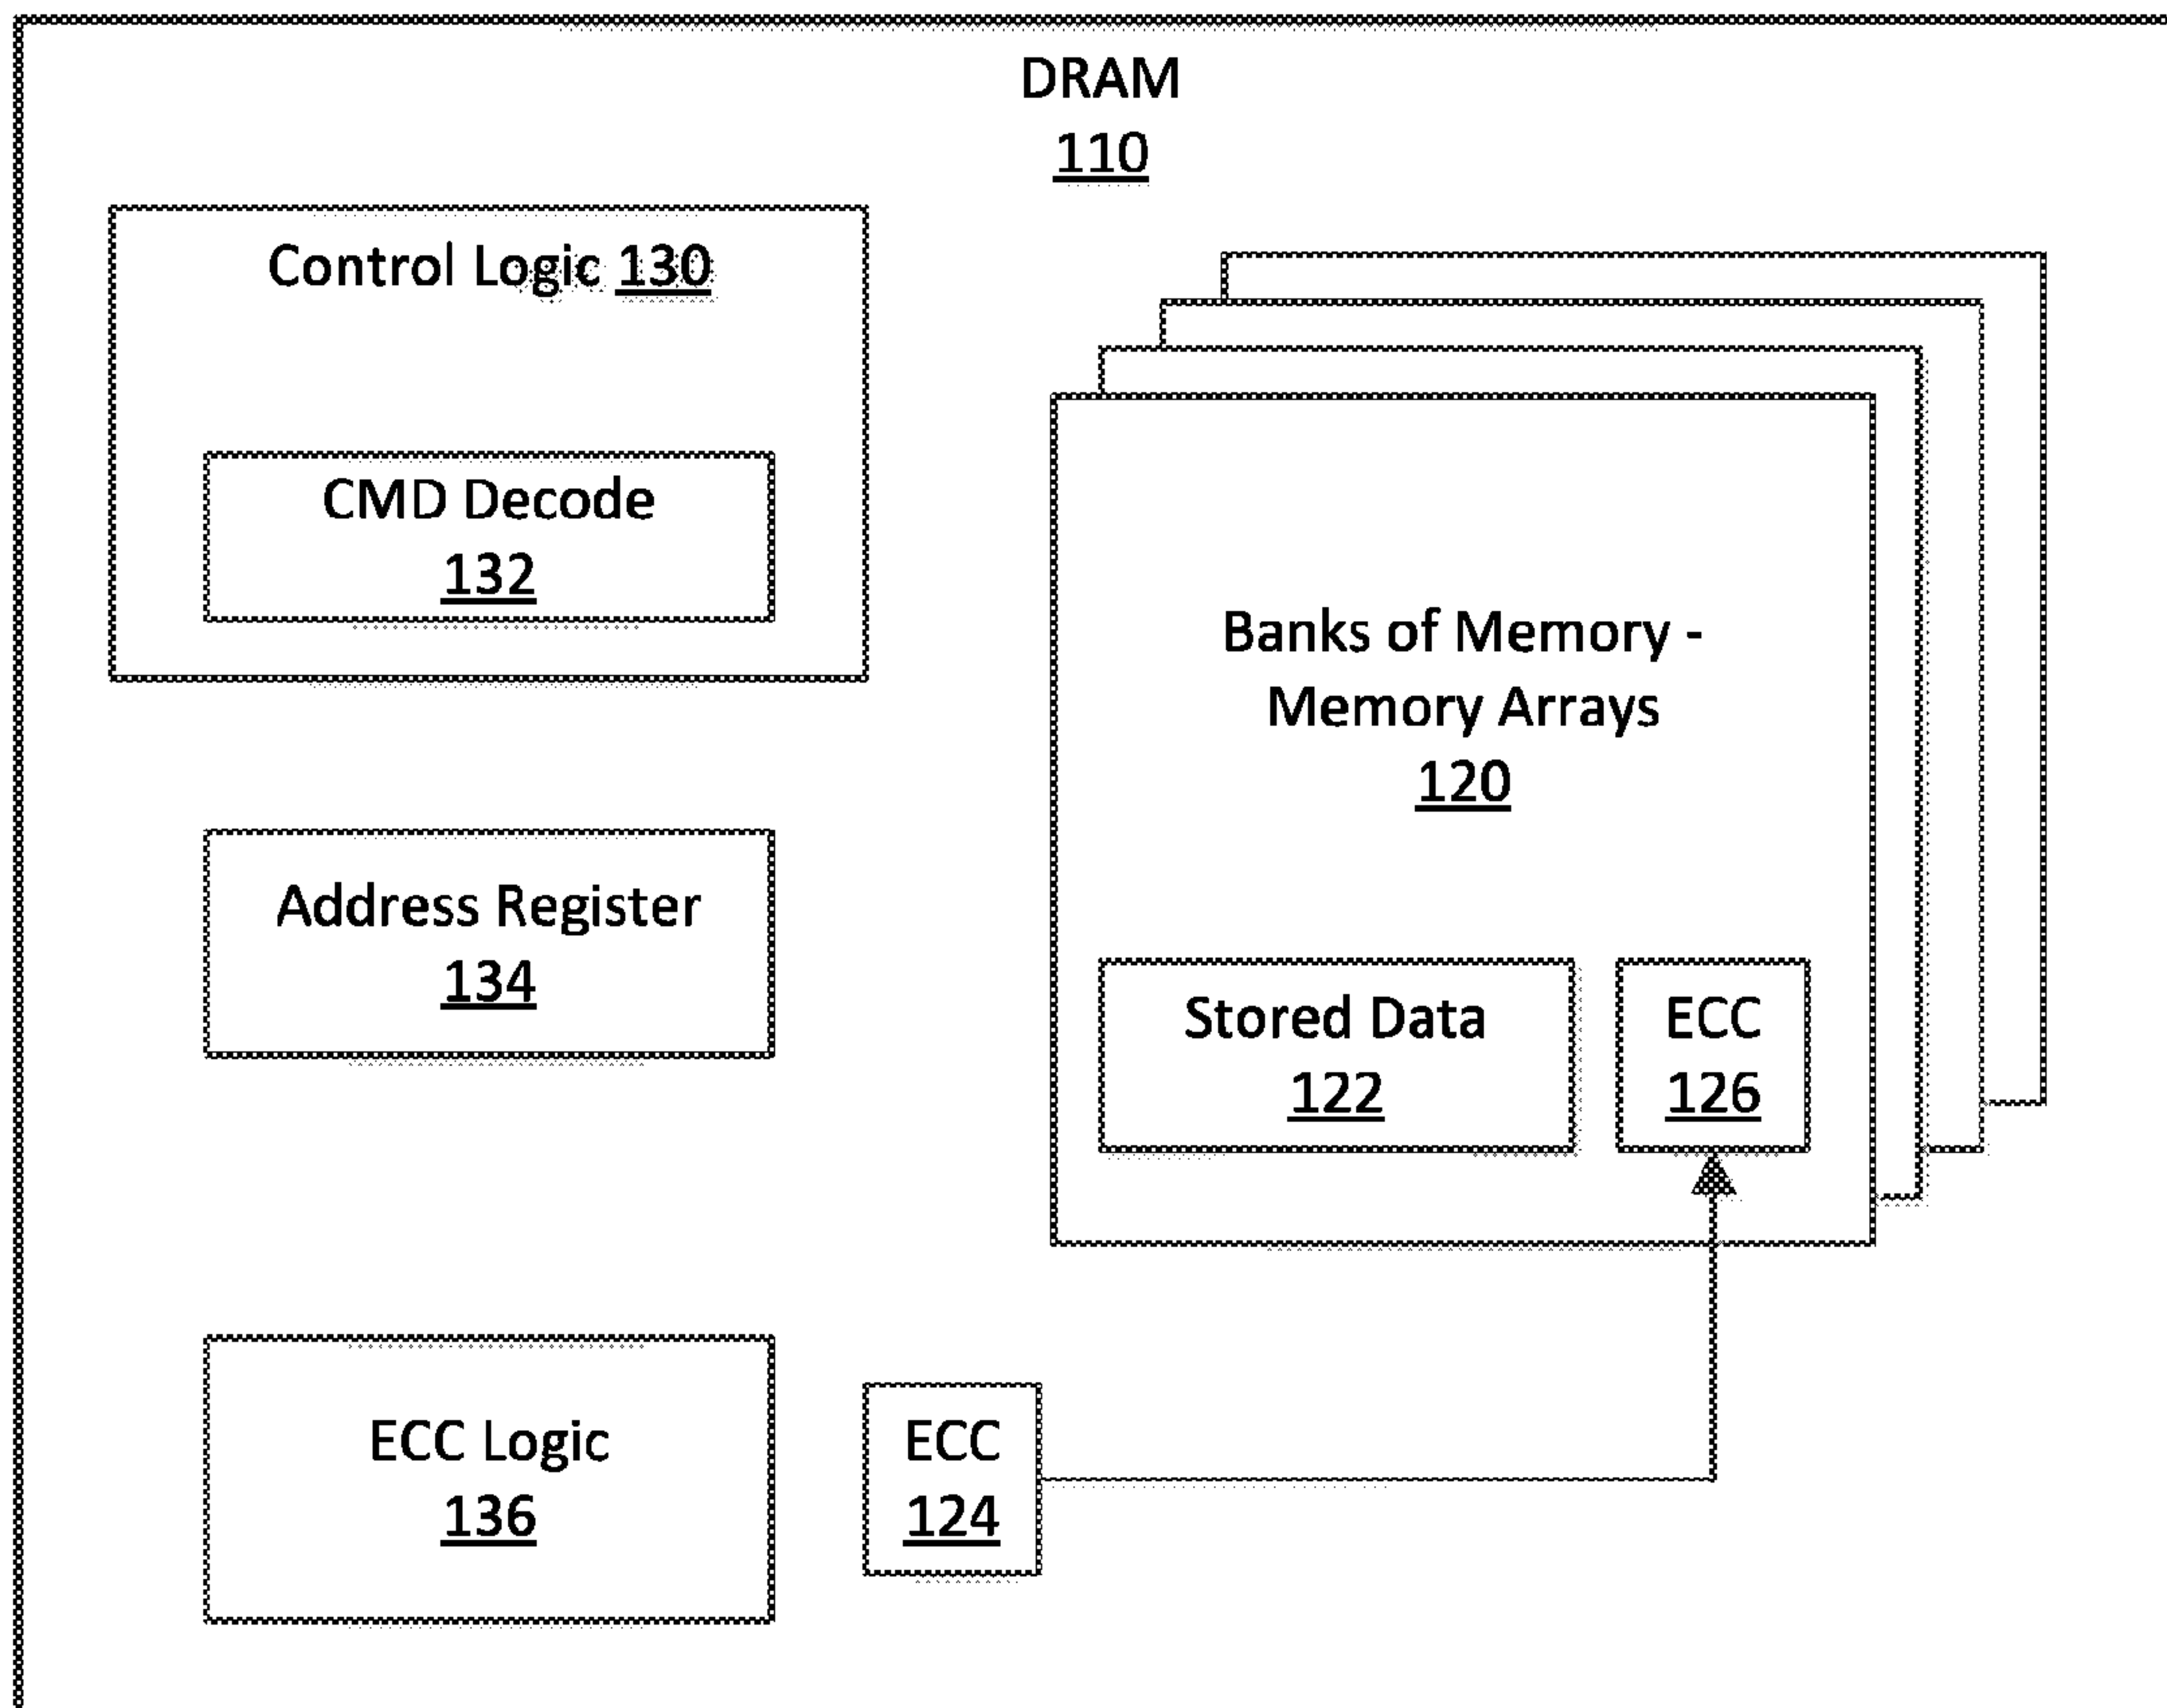 DRAM
110
Control Logic 130
CMD Decode
132
Banks of Memory -
Memory Arrays
120
Address Register
134
Stored Data
122
ECC
126
ECC Logic
136
ECC
124